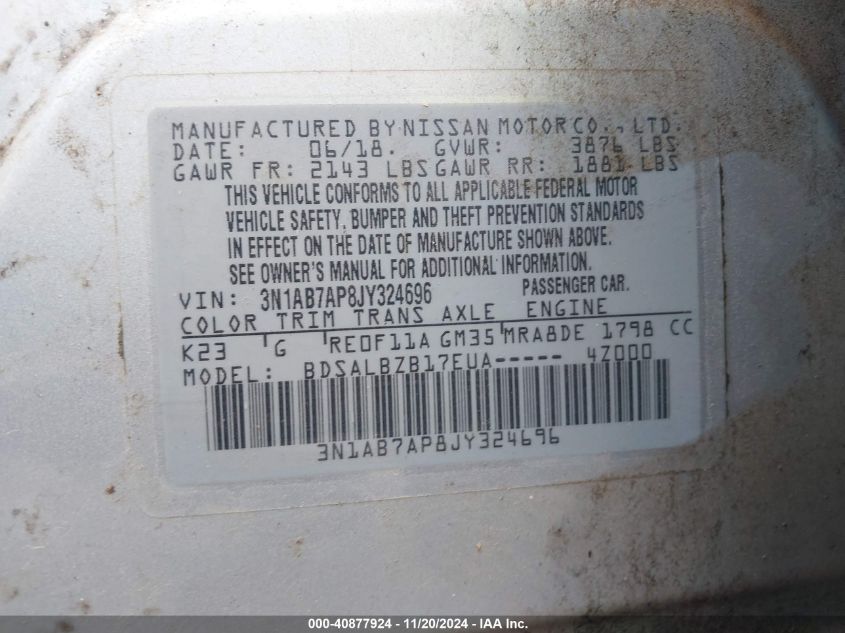 MANUFACTURED BY NISSAN MOTOR CO., LTD.
DATE: 06/18. GVWR: 3876 LBS
GAWR FR: 2143 LBS GAWR RR: 1881 LBS
THIS VEHICLE CONFORMS TO ALL APPLICABLE FEDERAL MOTOR
VEHICLE SAFETY, BUMPER AND THEFT PREVENTION STANDARDS
IN EFFECT ON THE DATE OF MANUFACTURE SHOWN ABOVE.
SEE OWNER'S MANUAL FOR ADDITIONAL INFORMATION.
VIN: 3N1AB7AP8JY324696 PASSENGER CAR.
COLOR TRIM TRANS AXLE ENGINE
K23 G RE0F11A GM35 MRA8DE 1798 CC
MODEL: BDSALBZB17EUA----- 4Z000
3N1AB7AP8JY324696
000-40877924 - 11/20/2024 - IAA Inc.